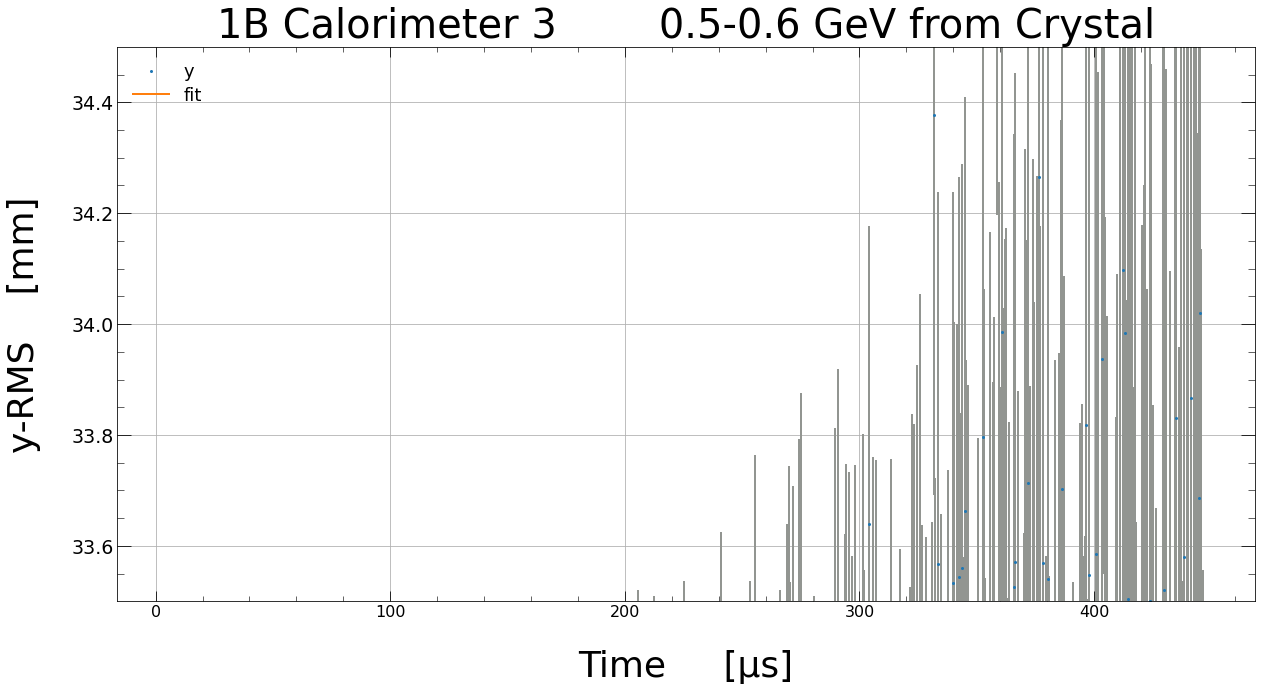 1B Calorimeter 3 0.5-0.6 GeV from Crystal
y
fit
34.4
34.2
34.0
33.8
33.6
y-RMS [mm]
0 100 200 300 400
Time [μs]